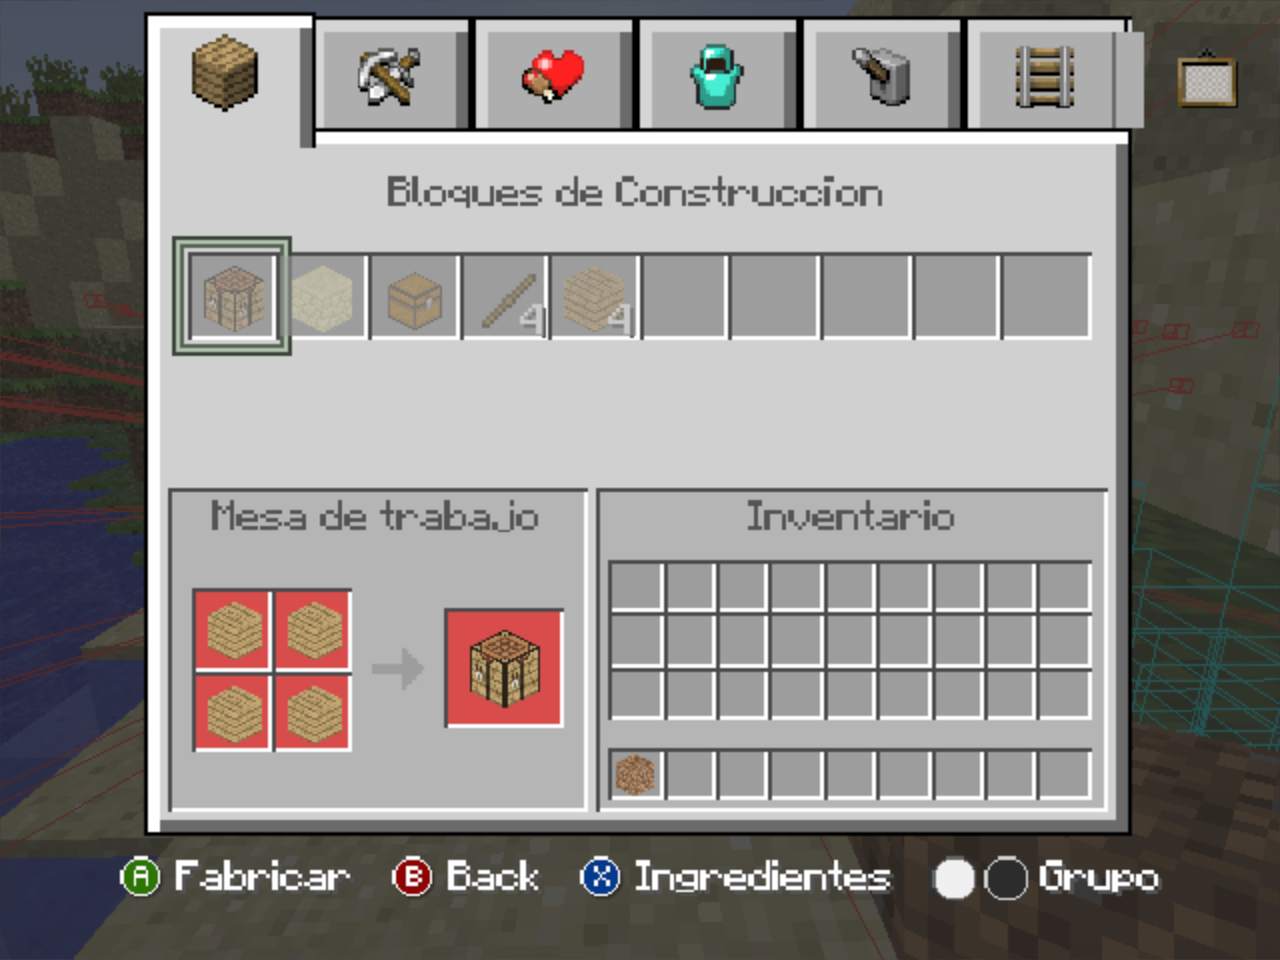 Bloques de Construccion
4 4
Mesa de trabajo
Inventario
A Fabricar B Back X Ingredientes Grupo